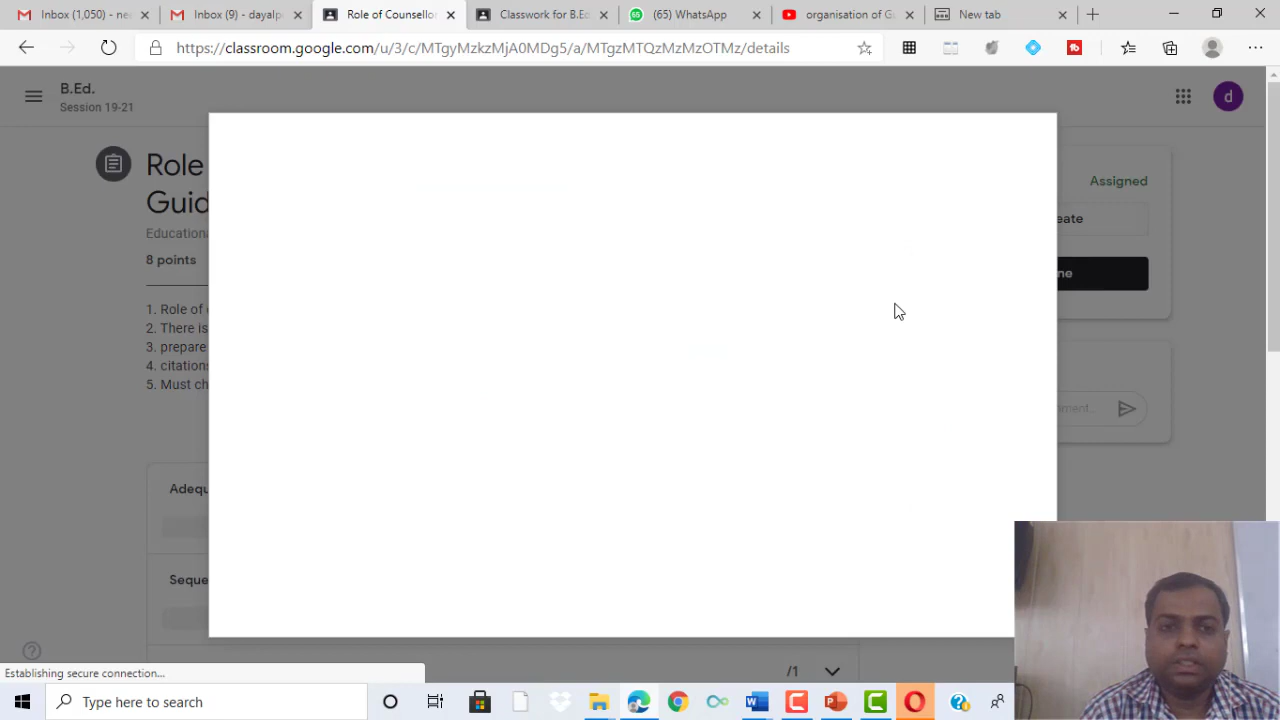 Inbox (1,050) - ne
Inbox (9) - dayalp
Role of Counsello
Classwork for B.Ed
(65) WhatsApp
organisation of Gu
New tab
https://classroom.google.com/u/3/c/MTgyMzkzMjA0MDg5/a/MTgzMTQzMzMzOTMz/details
B.Ed.
Session 19-21
d
Role
Guid
Assigned
eate
Educationa
8 points
ne
1. Role of
2. There is
3. prepare
4. citation
5. Must ch
ment...
Adequ
Seque
/1
Establishing secure connection...
Type here to search